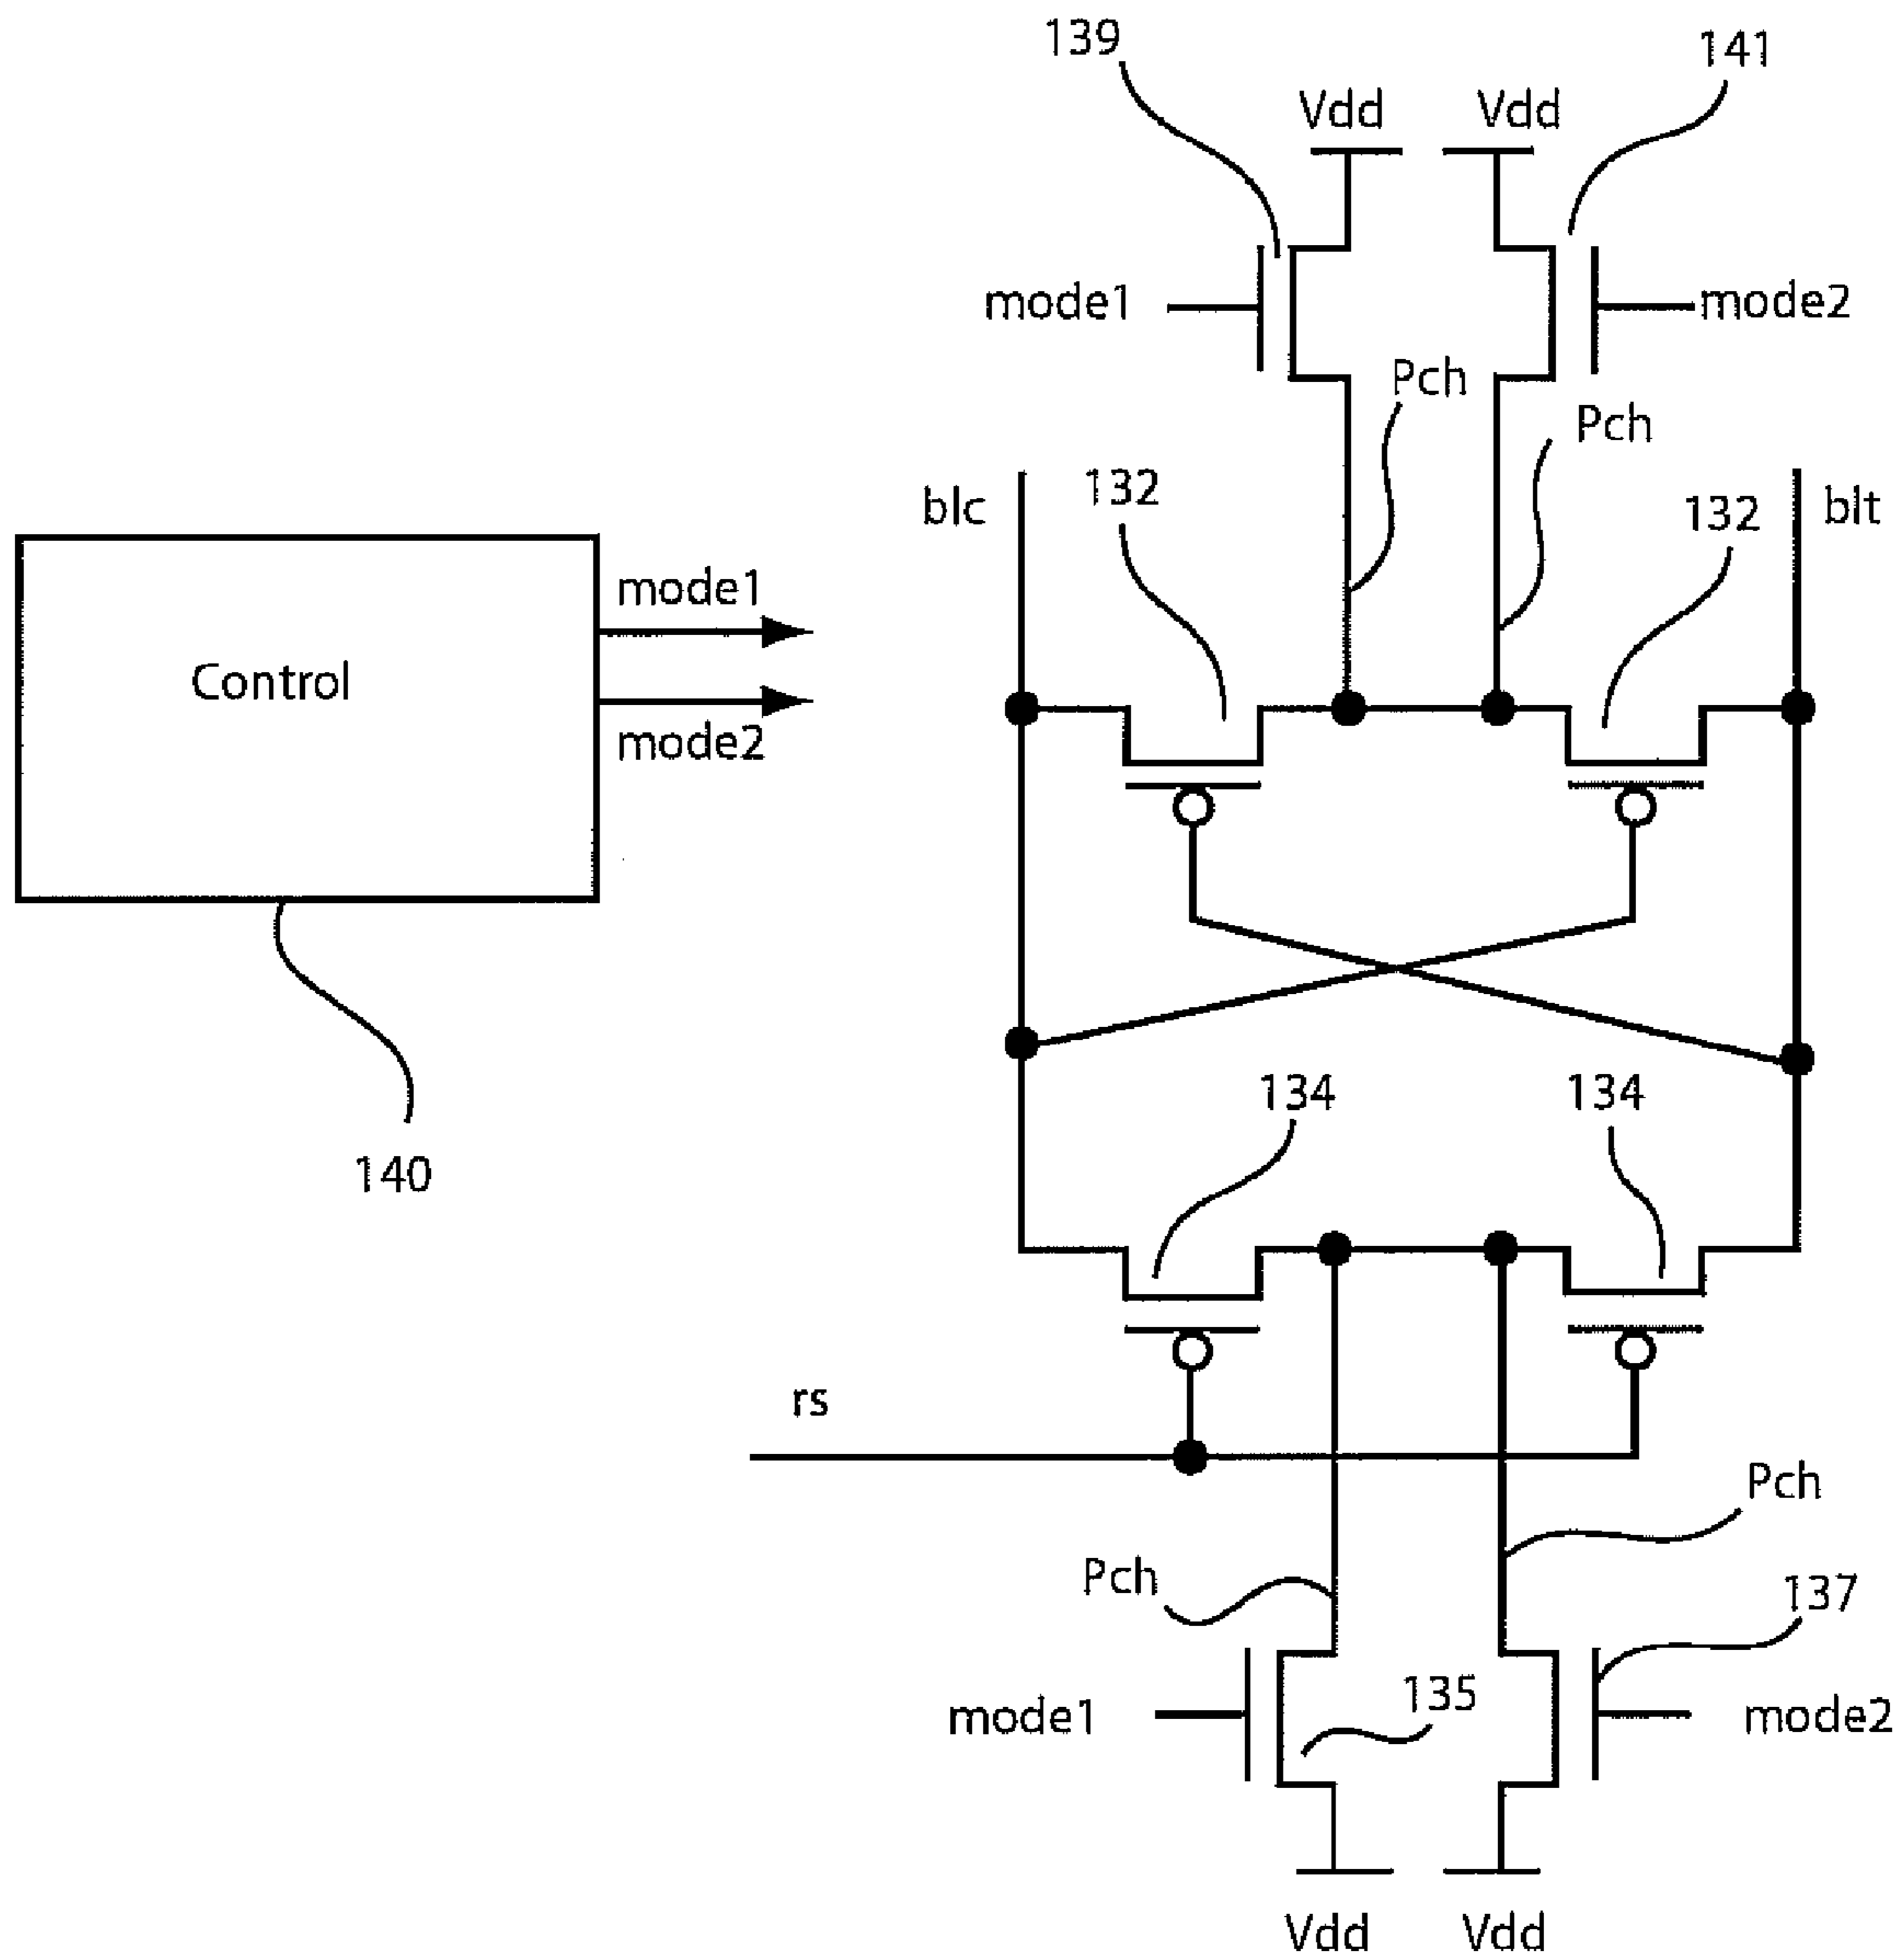 139
141
Vdd
Vdd
mode1
mode2
Pch
Pch
blc
132
132
blt
mode1
Control
mode2
134
134
140
rs
Pch
Pch
137
135
mode1
mode2
Vdd
Vdd